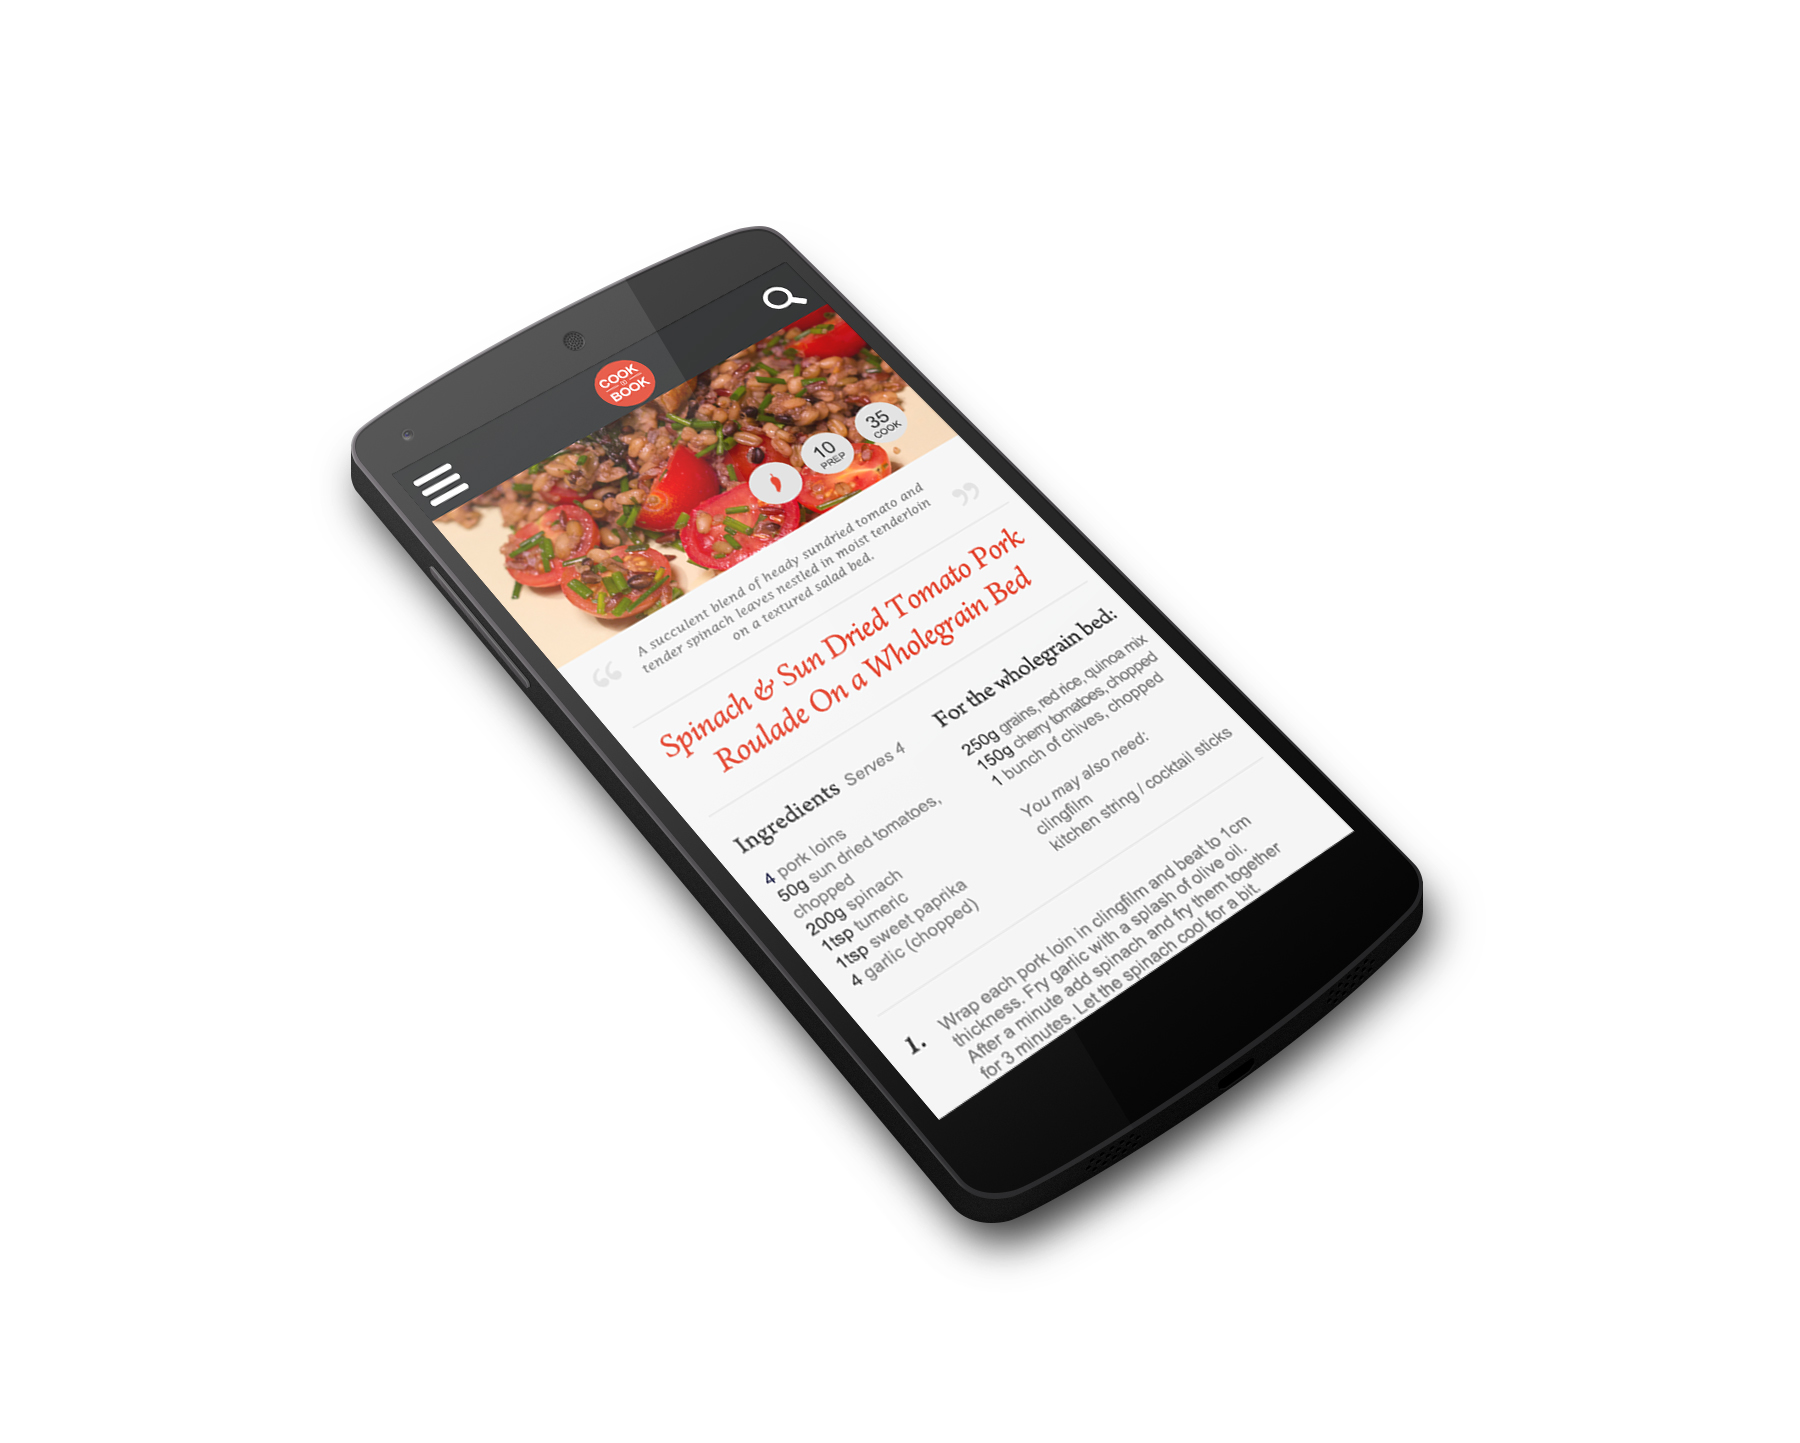 COOK
BOOK
35
COOK
10
PREP
“
A succulent blend of heady sundried tomato and
tender spinach leaves nestled in moist tenderloin
on a textured salad bed.
”
Spinach & Sun Dried Tomato Pork
Roulade On a Wholegrain Bed
Ingredients Serves 4
4 pork loins
50g sun dried tomatoes,
chopped
200g spinach
1tsp tumeric
1tsp sweet paprika
4 garlic (chopped)
For the wholegrain bed:
250g grains, red rice, quinoa mix
150g cherry tomatoes, chopped
1 bunch of chives, chopped
You may also need:
clingfilm
kitchen string / cocktail sticks
1.
Wrap each pork loin in clingfilm and beat to 1cm
thickness. Fry garlic with a splash of olive oil.
After a minute add spinach and fry them together
for 3 minutes. Let the spinach cool for a bit.